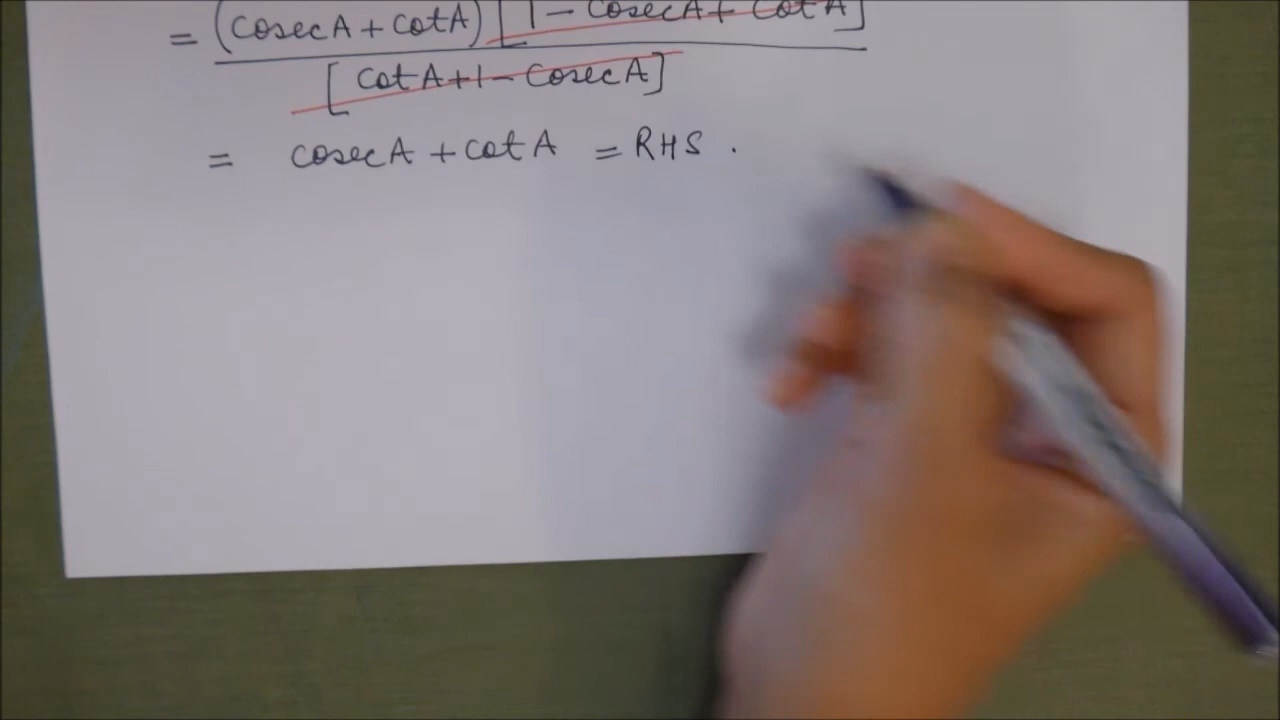 = (cosecA + cotA) [1 - cosecA + cotA]
[cotA + 1 - cosecA]
= cosecA + cotA = RHS .